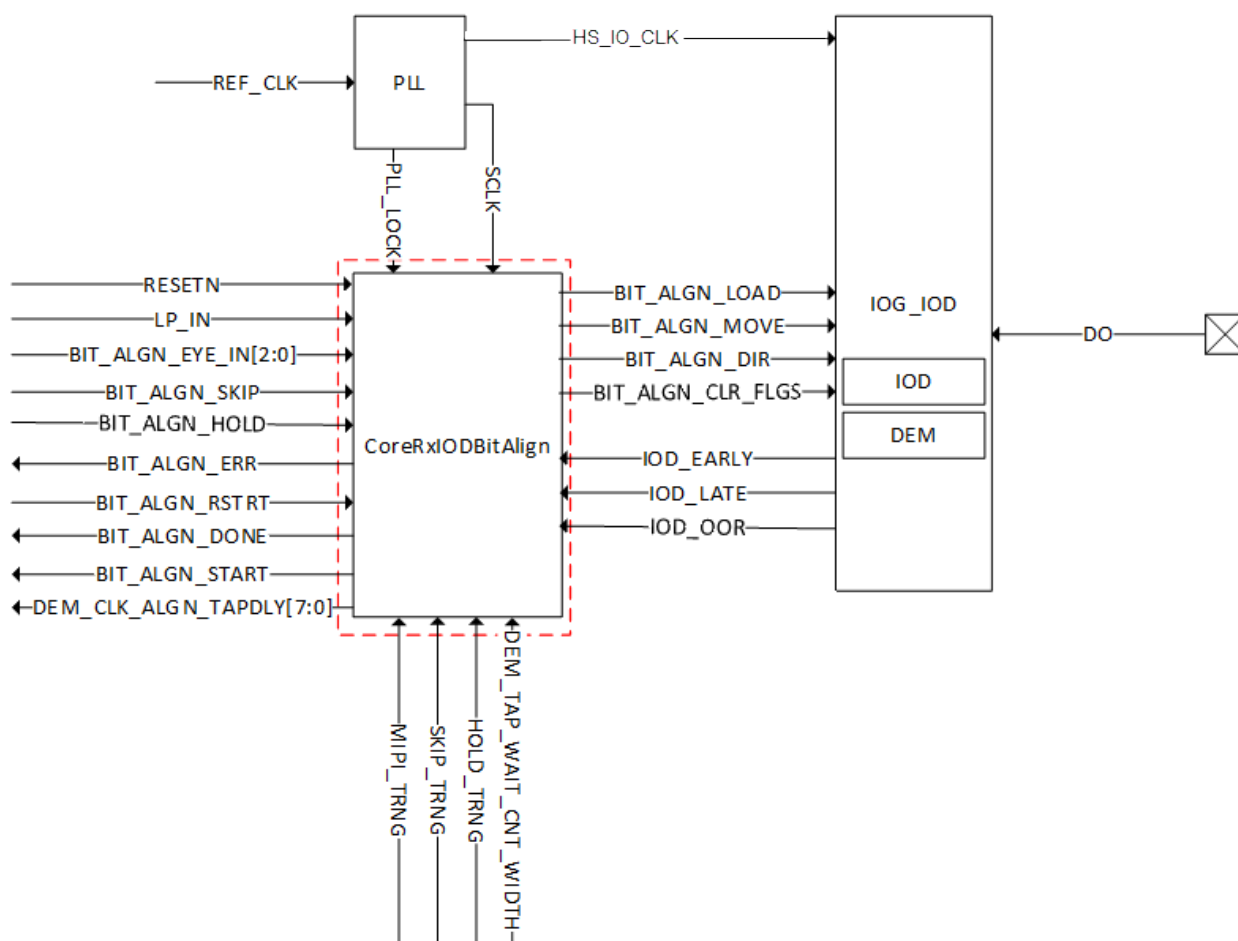 HS_IO_CLK
REF_CLK
PLL
PLL_LOCK
SCLK
RESETN
LP_IN
BIT_ALGN_EYE_IN[2:0]
BIT_ALGN_SKIP
BIT_ALGN_HOLD
BIT_ALGN_ERR
BIT_ALGN_RSTRT
BIT_ALGN_DONE
BIT_ALGN_START
DEM_CLK_ALGN_TAPDLY[7:0]
CoreRxIODBitAlign
BIT_ALGN_LOAD
BIT_ALGN_MOVE
BIT_ALGN_DIR
BIT_ALGN_CLR_FLGS
IOD_EARLY
IOD_LATE
IOD_OOR
IOG_IOD
IOD
DEM
DO
MIPI_TRNG
SKIP_TRNG
HOLD_TRNG
DEM_TAP_WAIT_CNT_WIDTH